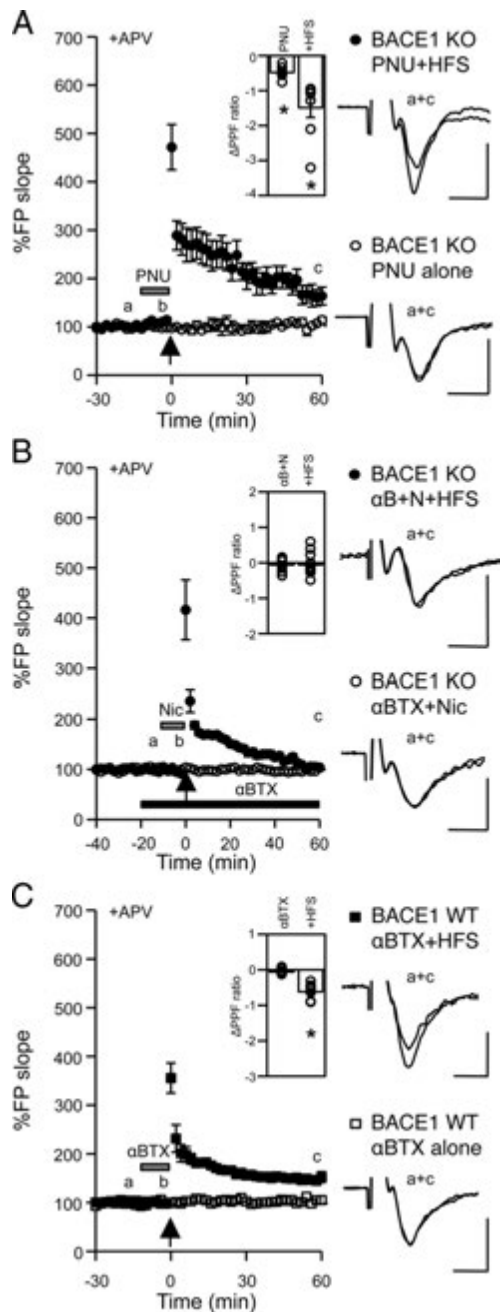 A
+APV
700
600
500
400
300
200
100
0
%FP slope
PNU
a b
c
-30 0 30 60
Time (min)
PNU
+HFS
0
-1
-2
-3
-4
ΔPPF ratio
*
*
BACE1 KO
PNU+HFS
a+c
BACE1 KO
PNU alone
a+c
B
+APV
700
600
500
400
300
200
100
0
%FP slope
Nic
a b
c
αBTX
-40 -20 0 20 40 60
Time (min)
αB+N
+HFS
2
1
0
-1
-2
ΔPPF ratio
BACE1 KO
αB+N+HFS
a+c
BACE1 KO
αBTX+Nic
a+c
C
+APV
700
600
500
400
300
200
100
0
%FP slope
αBTX
a b
c
-30 0 30 60
Time (min)
αBTX
+HFS
1
0
-1
-2
-3
ΔPPF ratio
*
BACE1 WT
αBTX+HFS
a+c
BACE1 WT
αBTX alone
a+c